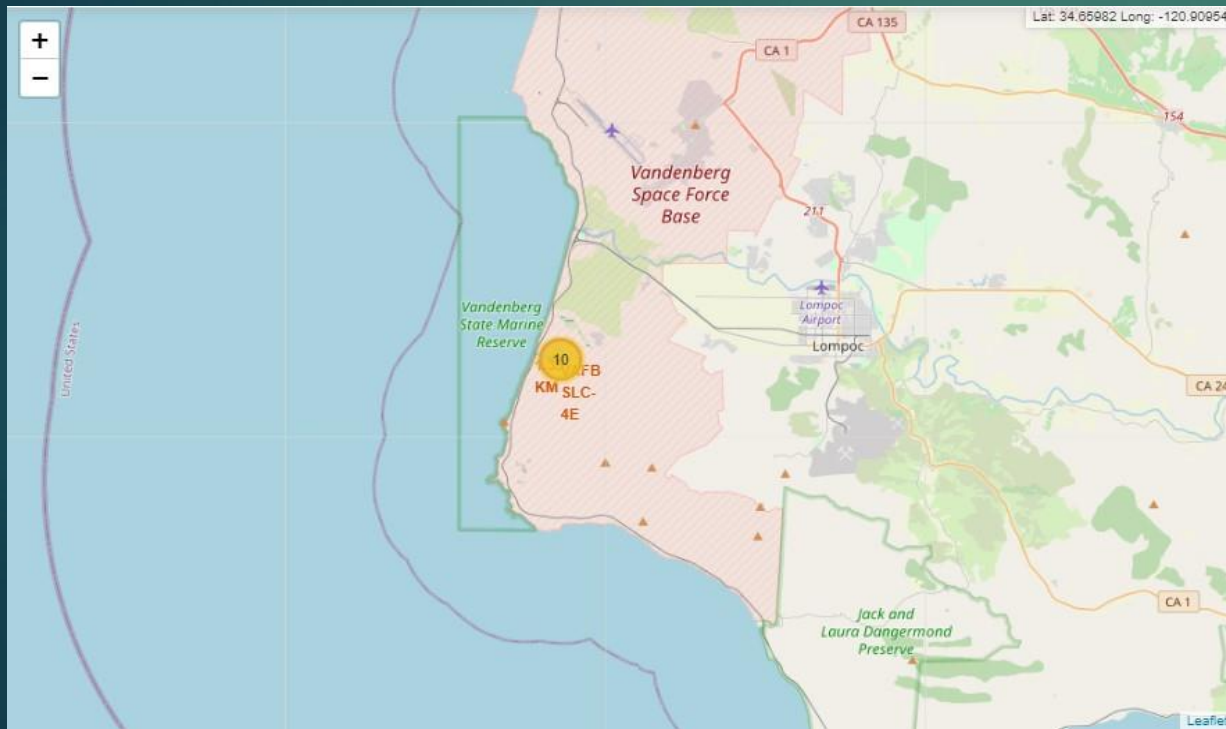 +
−
Lat: 34.65982 Long: -120.90954
CA 135
CA 1
154
Vandenberg
Space Force
Base
211
Vandenberg
State Marine
Reserve
Lompoc
Airport
Lompoc
United States
10
AFB
KM
SLC-
4E
CA 24
CA 1
Jack and
Laura Dangermond
Preserve
Leaflet